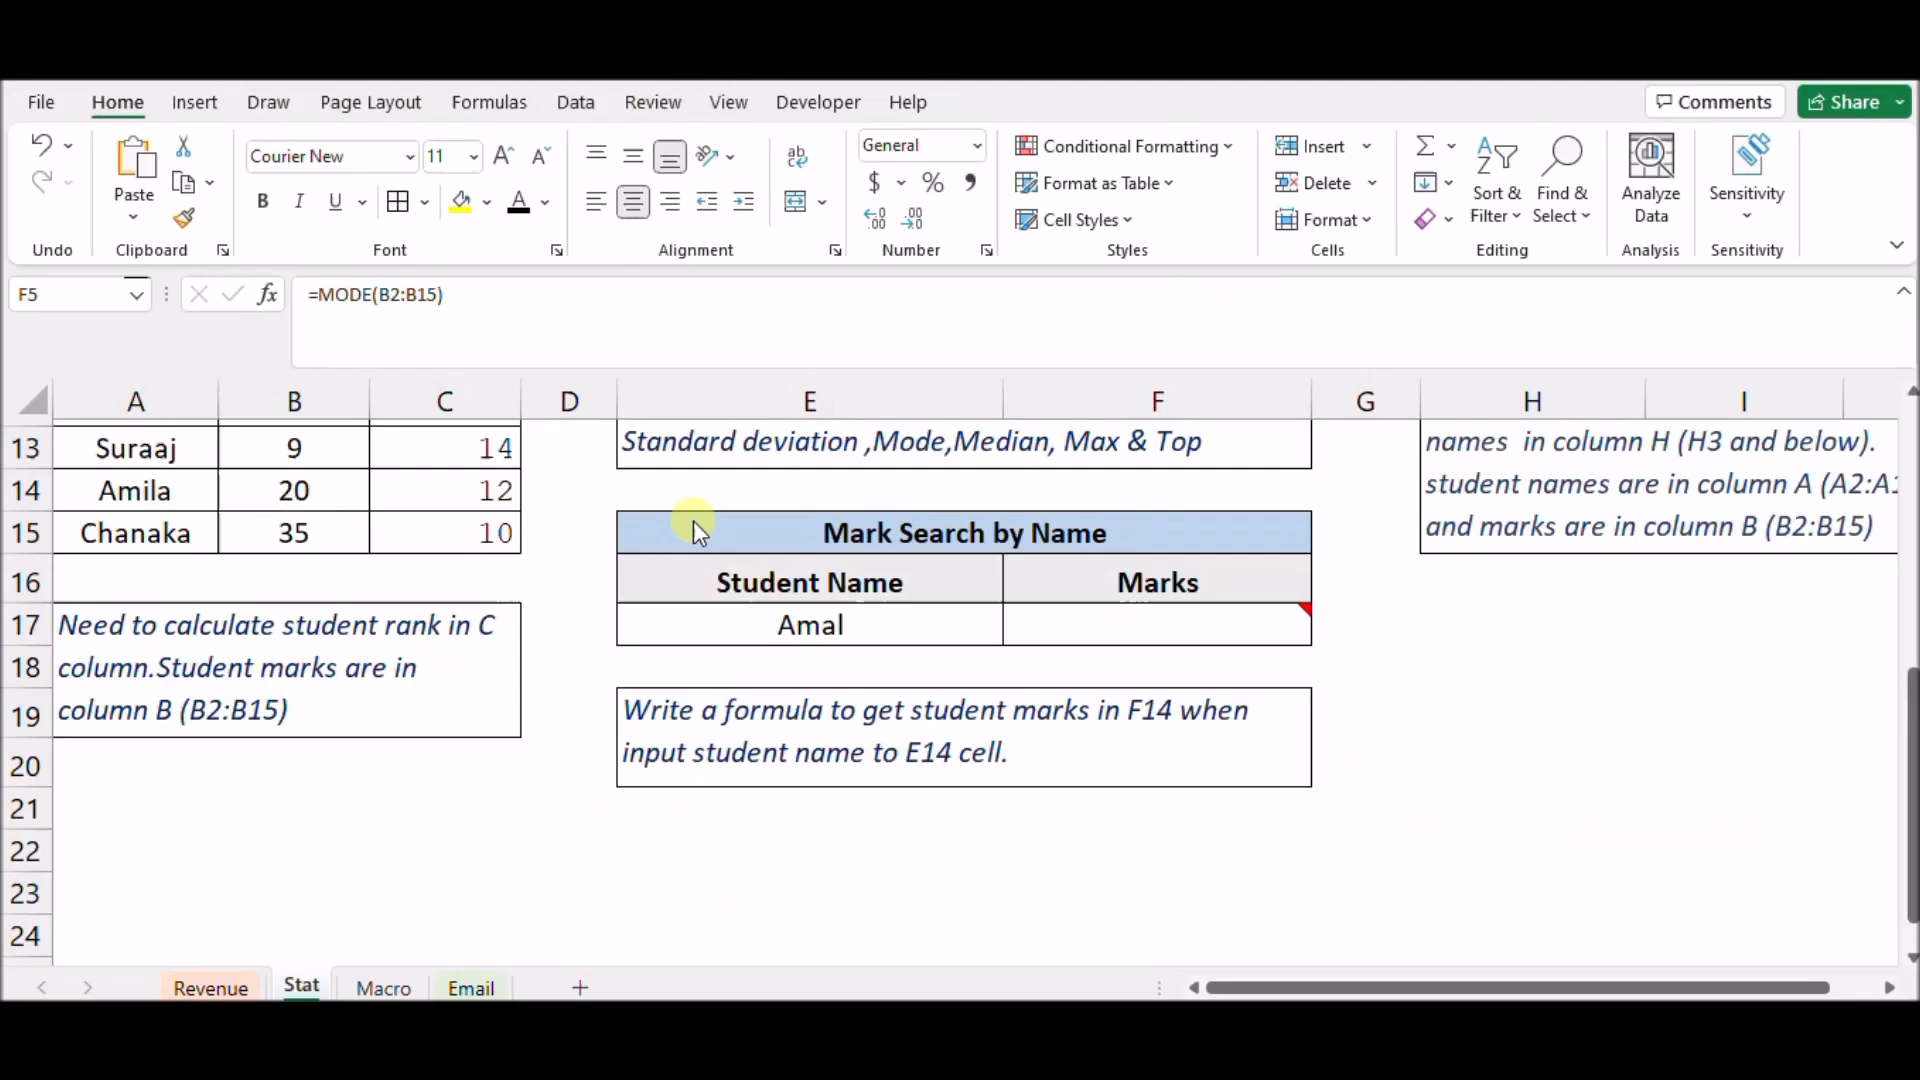 File Home Insert Draw Page Layout Formulas Data Review View Developer Help Comments Share
Courier New 11 General Conditional Formatting Insert
Paste Format as Table Delete Sort & Find & Analyze Sensitivity
B I U A $ % Cell Styles Format Filter Select Data
Undo Clipboard Font Alignment Number Styles Cells Editing Analysis Sensitivity
F5 fx =MODE(B2:B15)
A B C D E F G H I
13 Suraaj 9 14 Standard deviation ,Mode,Median, Max & Top names in column H (H3 and below).
14 Amila 20 12 student names are in column A (A2:A1
15 Chanaka 35 10 Mark Search by Name and marks are in column B (B2:B15)
16 Student Name Marks
17 Need to calculate student rank in C Amal
18 column.Student marks are in
19 column B (B2:B15) Write a formula to get student marks in F14 when
20 input student name to E14 cell.
21
22
23
24
Revenue Stat Macro Email